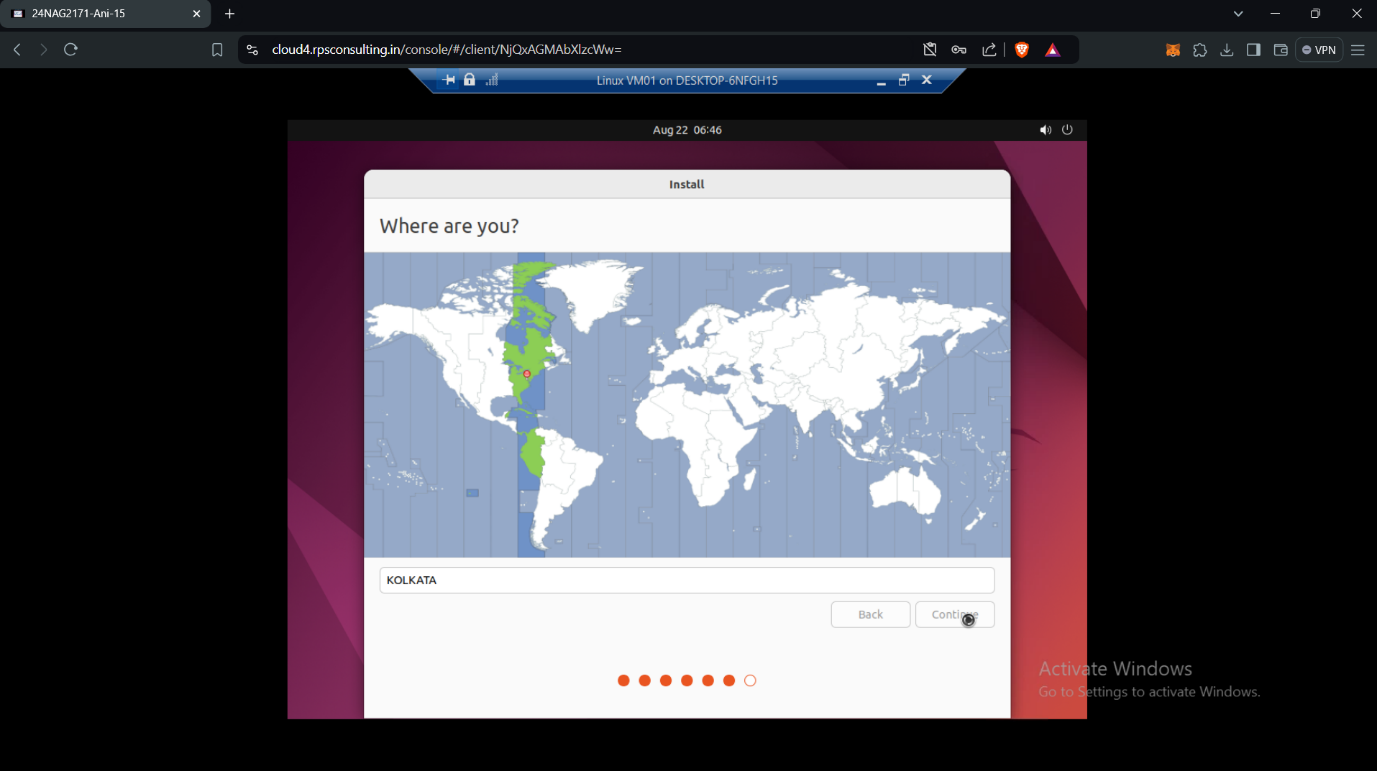 24NAG2171-Ani-15
cloud4.rpsconsulting.in/console/#/client/NjQxAGMAbXlzcWw=
VPN
Linux VM01 on DESKTOP-6NFGH15
Aug 22 06:46
Install
Where are you?
KOLKATA
Back
Continue
Activate Windows
Go to Settings to activate Windows.